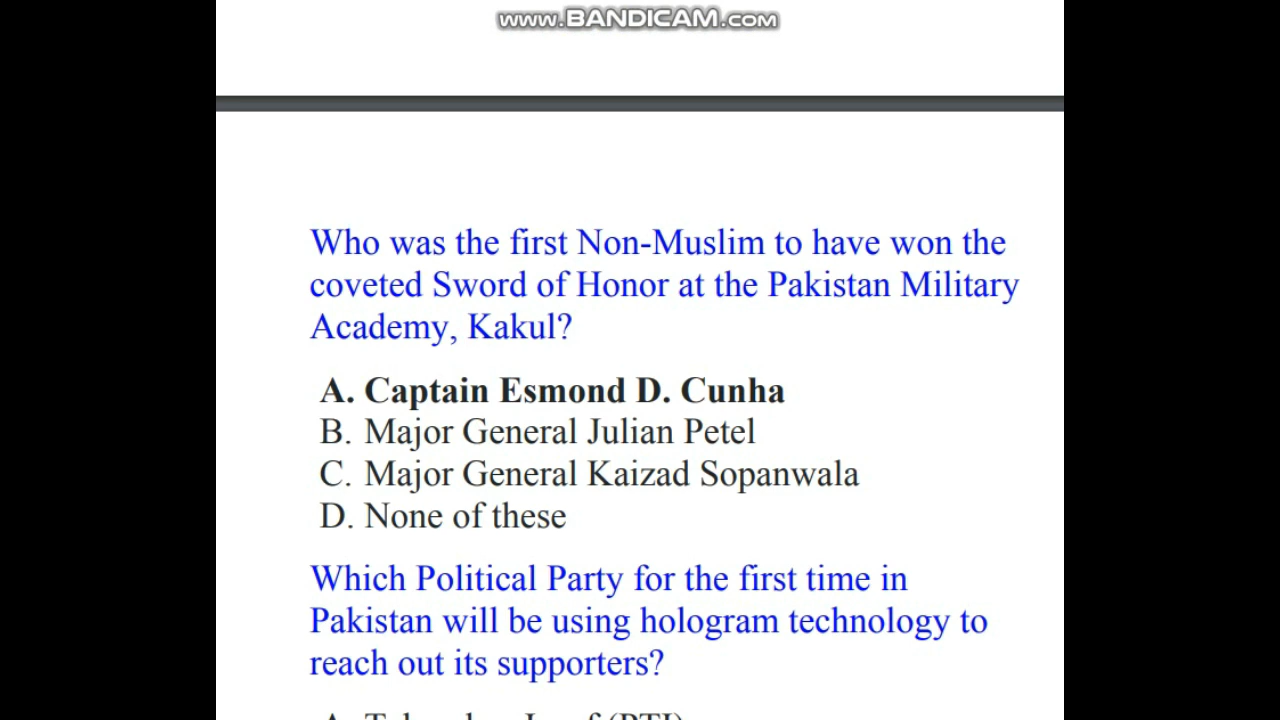 www.BANDICAM.com
Who was the first Non-Muslim to have won the
coveted Sword of Honor at the Pakistan Military
Academy, Kakul?
A. Captain Esmond D. Cunha
B. Major General Julian Petel
C. Major General Kaizad Sopanwala
D. None of these
Which Political Party for the first time in
Pakistan will be using hologram technology to
reach out its supporters?